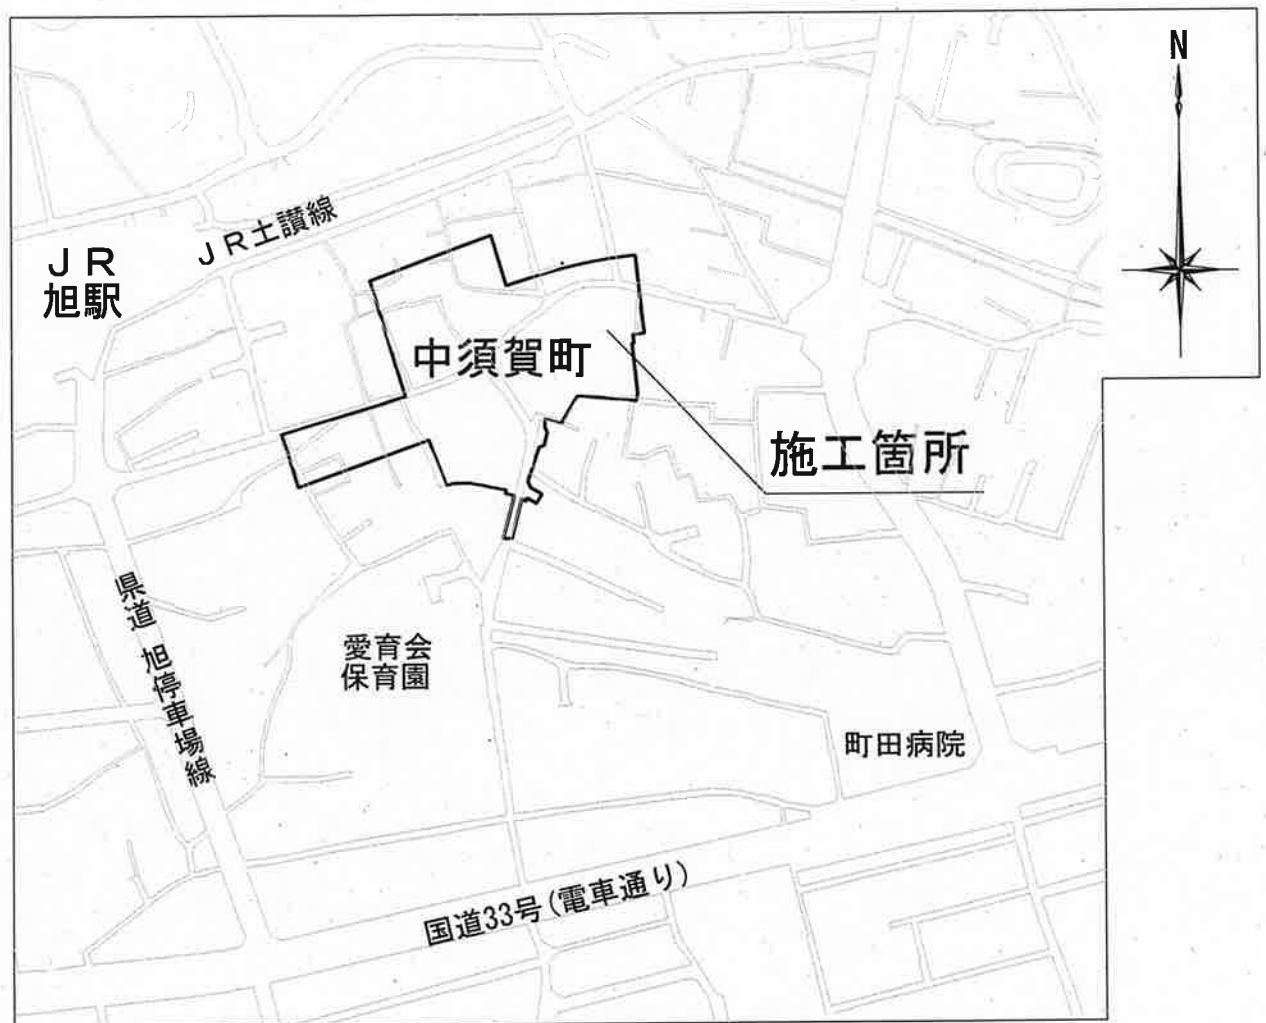 N
JR土讃線
JR
旭駅
中須賀町
施工箇所
県道 旭停車場線
愛育会
保育園
町田病院
国道33号(電車通り)